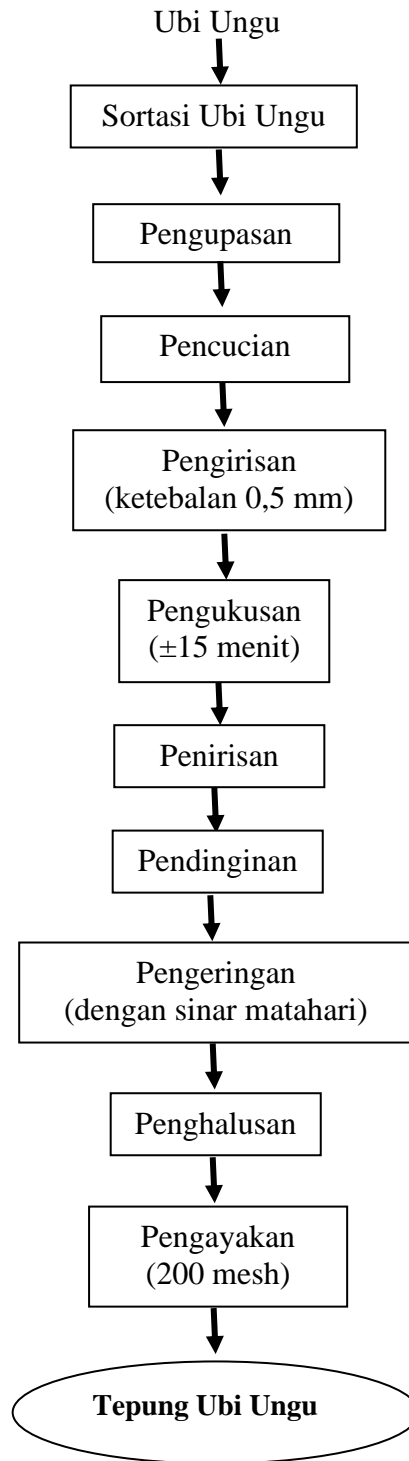 Ubi Ungu
Sortasi Ubi Ungu
Pengupasan
Pencucian
Pengirisan
(ketebalan 0,5 mm)
Pengukusan
(±15 menit)
Penirisan
Pendinginan
Pengeringan
(dengan sinar matahari)
Penghalusan
Pengayakan
(200 mesh)
Tepung Ubi Ungu